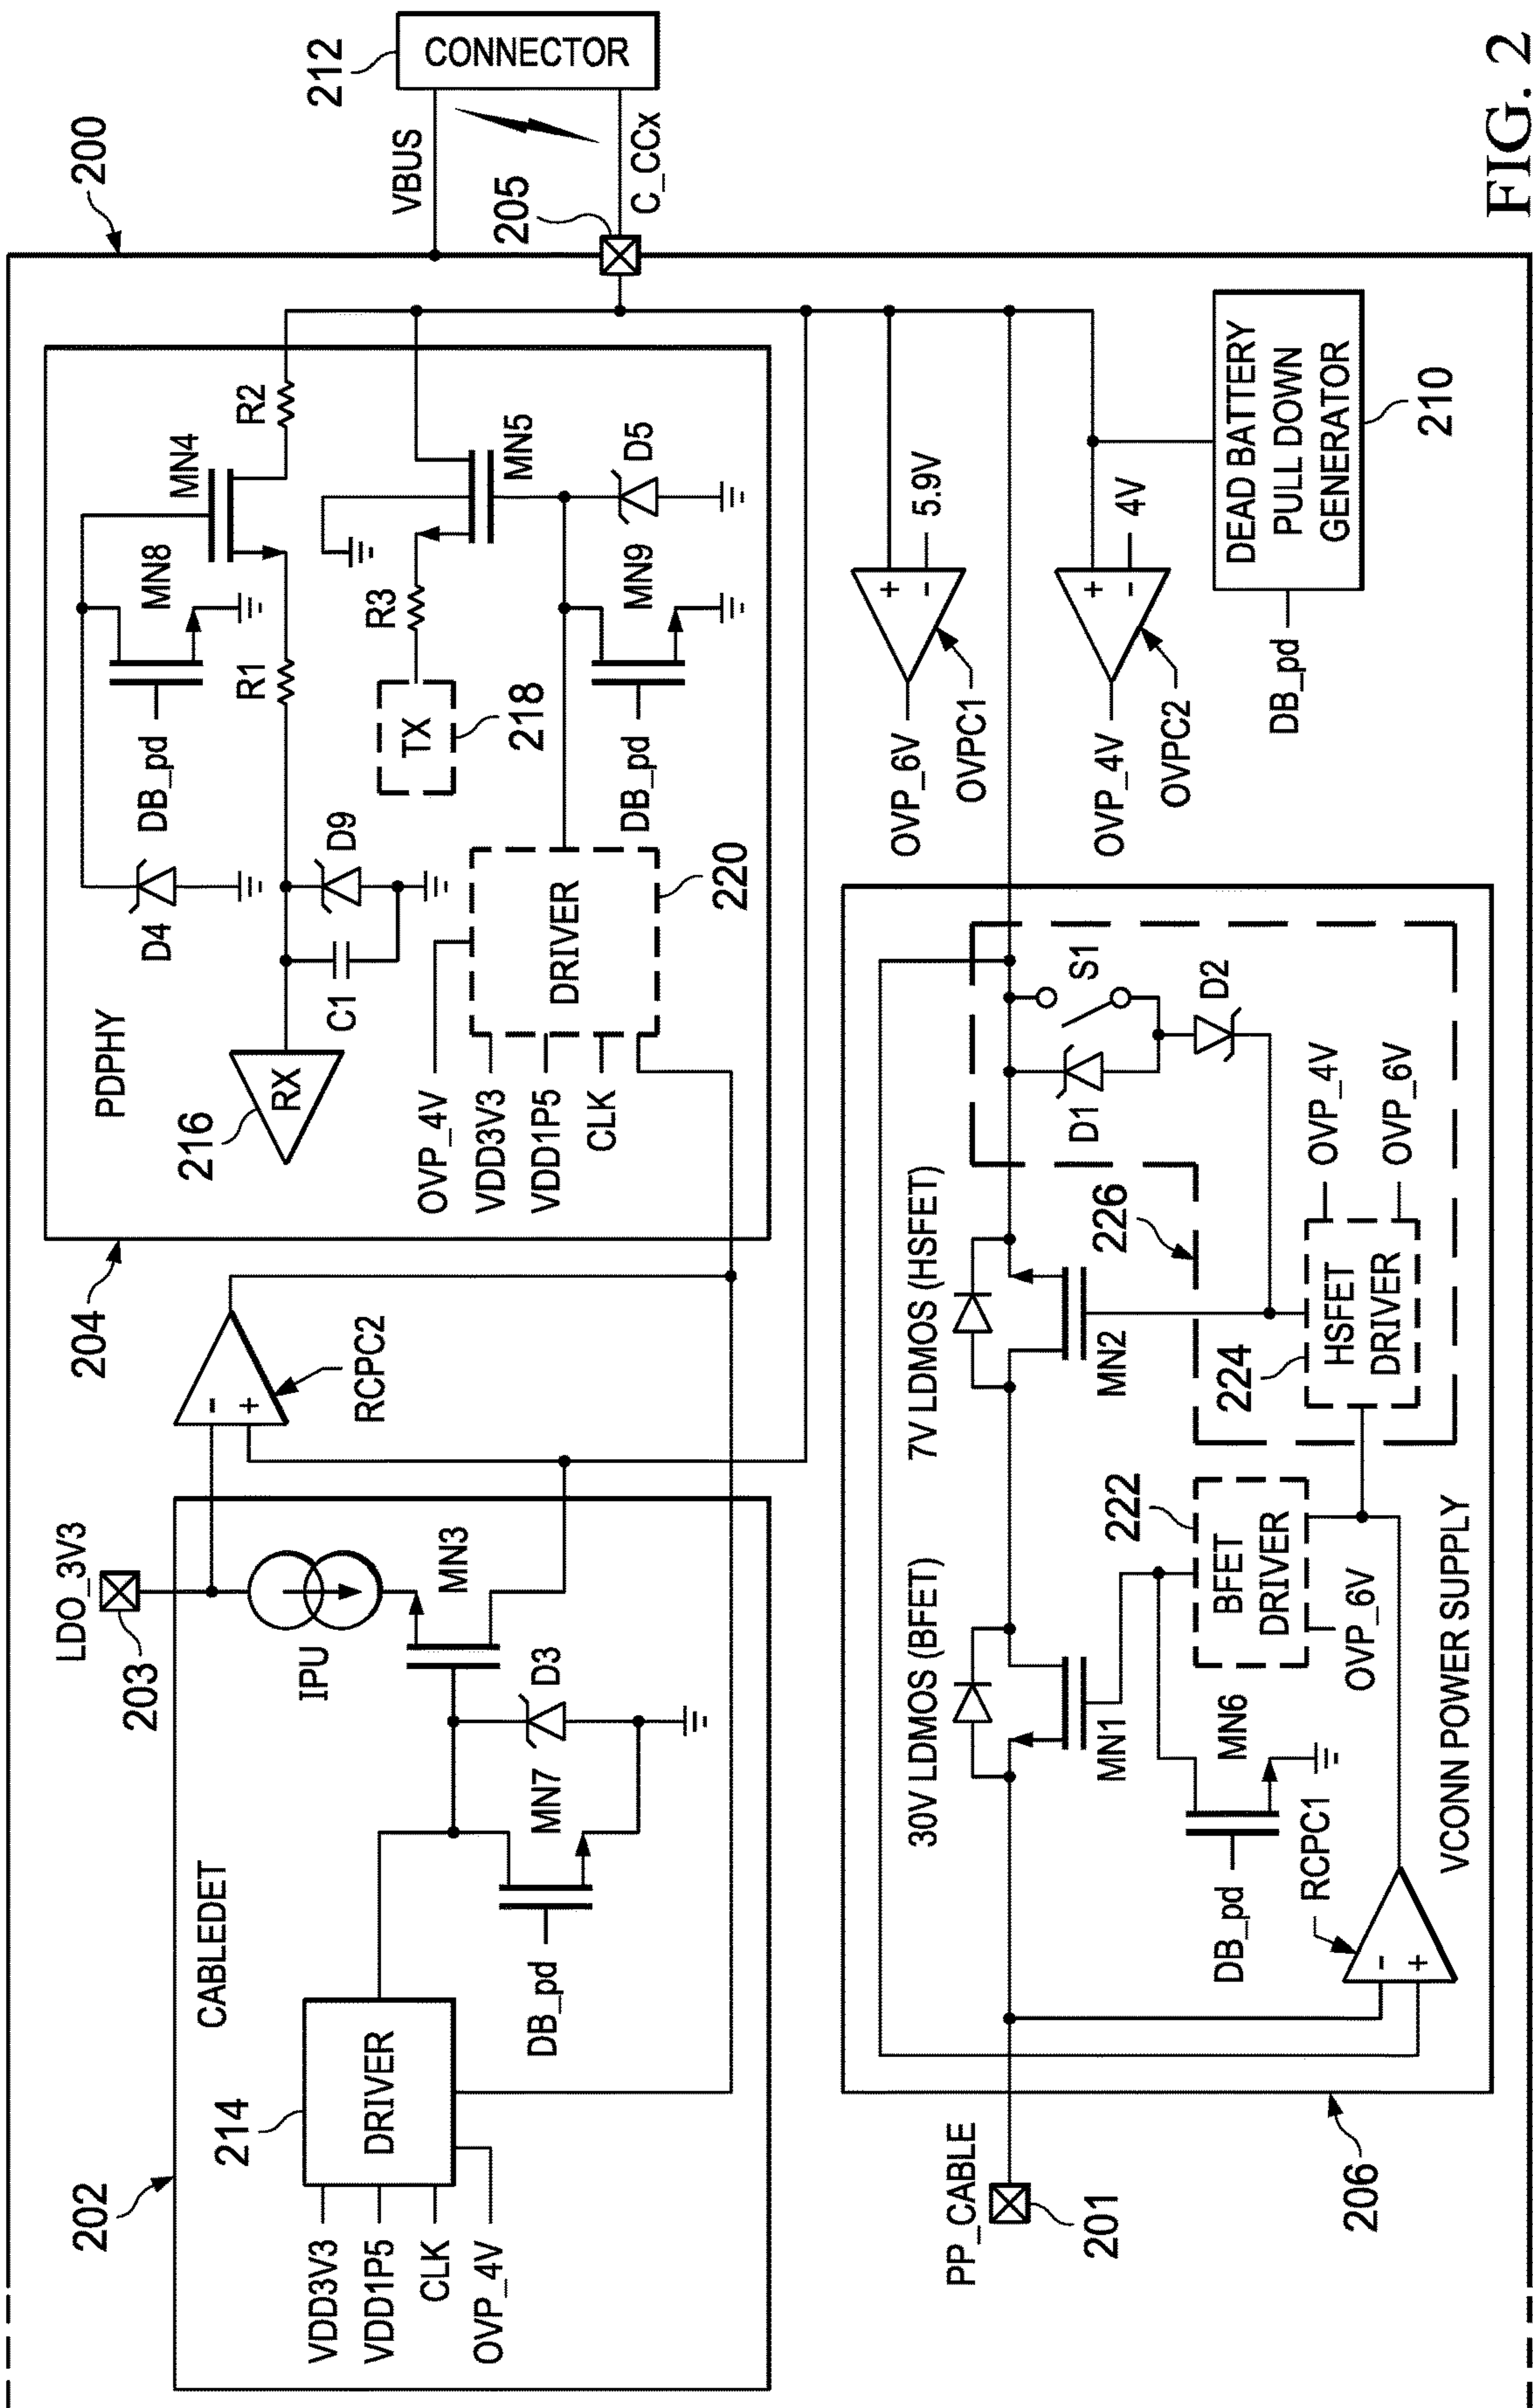 200
202
CABLEDET
VDD3V3
VDD1P5
CLK
OVP_4V
214
DRIVER
DB_pd
MN7
D3
LDO_3V3
203
IPU
MN3
RCPC2
-
+
204
PDPHY
216
RX
C1
D9
D4
DB_pd
MN8
R1
MN4
R2
OVP_4V
VDD3V3
VDD1P5
CLK
DRIVER
220
TX
218
R3
DB_pd
MN9
MN5
D5
VBUS
205
C_CCx
212
CONNECTOR
PP_CABLE
201
206
30V LDMOS (BFET)
MN1
7V LDMOS (HSFET)
MN2
226
D1
S1
D2
DB_pd
MN6
222
BFET
DRIVER
OVP_6V
224
HSFET
DRIVER
OVP_4V
OVP_6V
RCPC1
-
+
VCONN POWER SUPPLY
OVP_6V
OVPC1
+
-
5.9V
OVP_4V
OVPC2
+
-
4V
DB_pd
DEAD BATTERY
PULL DOWN
GENERATOR
210
FIG. 2